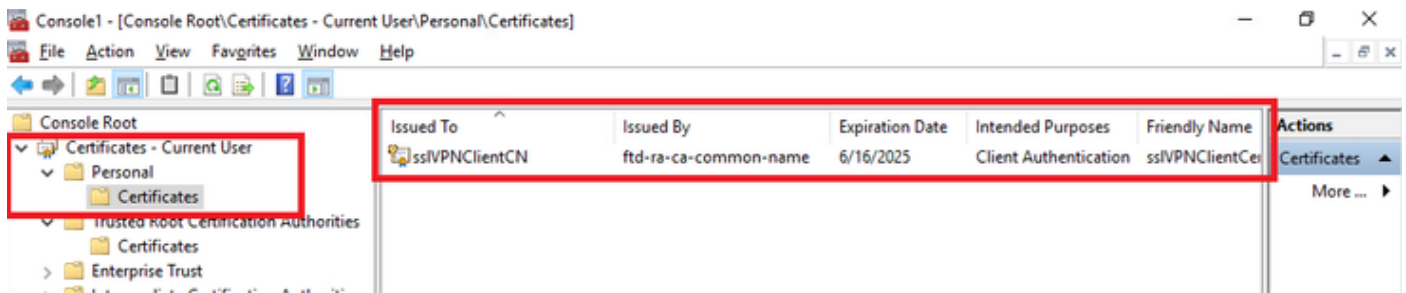 Console1 - [Console Root\Certificates - Current User\Personal\Certificates]
File Action View Favorites Window Help
Console Root
Certificates - Current User
Personal
Certificates
Trusted Root Certification Authorities
Certificates
Enterprise Trust
Issued To Issued By Expiration Date Intended Purposes Friendly Name
sslVPNClientCN ftd-ra-ca-common-name 6/16/2025 Client Authentication sslVPNClientCer
Actions
Certificates
More ...